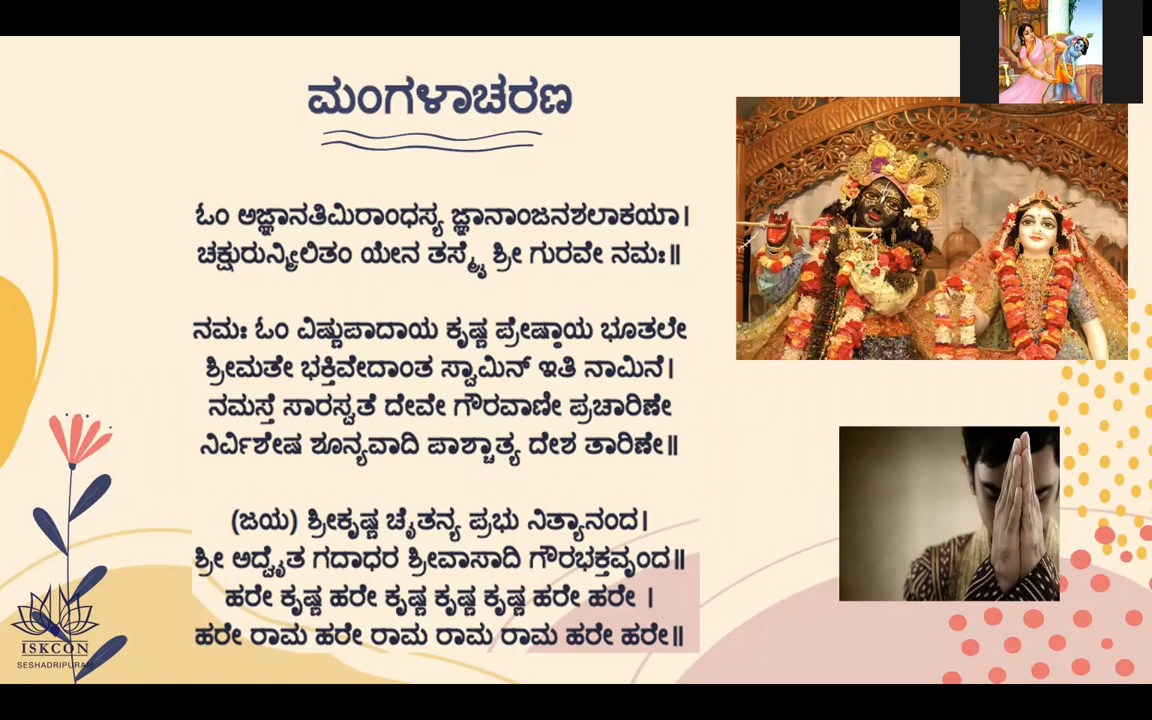 ಮಂಗಳಾಚರಣ
ಓಂ ಅಜ್ಞಾನತಿಮಿರಾಂಧಸ್ಯ ಜ್ಞಾನಾಂಜನಶಲಾಕಯಾ।
ಚಕ್ಷುರುನ್ಮೀಲಿತಂ ಯೇನ ತಸ್ಮೈ ಶ್ರೀ ಗುರವೇ ನಮಃ॥
ನಮಃ ಓಂ ವಿಷ್ಣುಪಾದಾಯ ಕೃಷ್ಣ ಪ್ರೇಷ್ಠಾಯ ಭೂತಲೇ
ಶ್ರೀಮತೇ ಭಕ್ತಿವೇದಾಂತ ಸ್ವಾಮಿನ್ ಇತಿ ನಾಮಿನೆ।
ನಮಸ್ತೆ ಸಾರಸ್ವತೆ ದೇವೇ ಗೌರವಾಣೀ ಪ್ರಚಾರಿಣೇ
ನಿರ್ವಿಶೇಷ ಶೂನ್ಯವಾದಿ ಪಾಶ್ಚಾತ್ಯ ದೇಶ ತಾರಿಣೇ॥
(ಜಯ) ಶ್ರೀಕೃಷ್ಣ ಚೈತನ್ಯ ಪ್ರಭು ನಿತ್ಯಾನಂದ।
ಶ್ರೀ ಅದ್ವೈತ ಗದಾಧರ ಶ್ರೀವಾಸಾದಿ ಗೌರಭಕ್ತವೃಂದ॥
ಹರೇ ಕೃಷ್ಣ ಹರೇ ಕೃಷ್ಣ ಕೃಷ್ಣ ಕೃಷ್ಣ ಹರೇ ಹರೇ ।
ಹರೇ ರಾಮ ಹರೇ ರಾಮ ರಾಮ ರಾಮ ಹರೇ ಹರೇ॥
ISKCON
SESHADRIPURAM